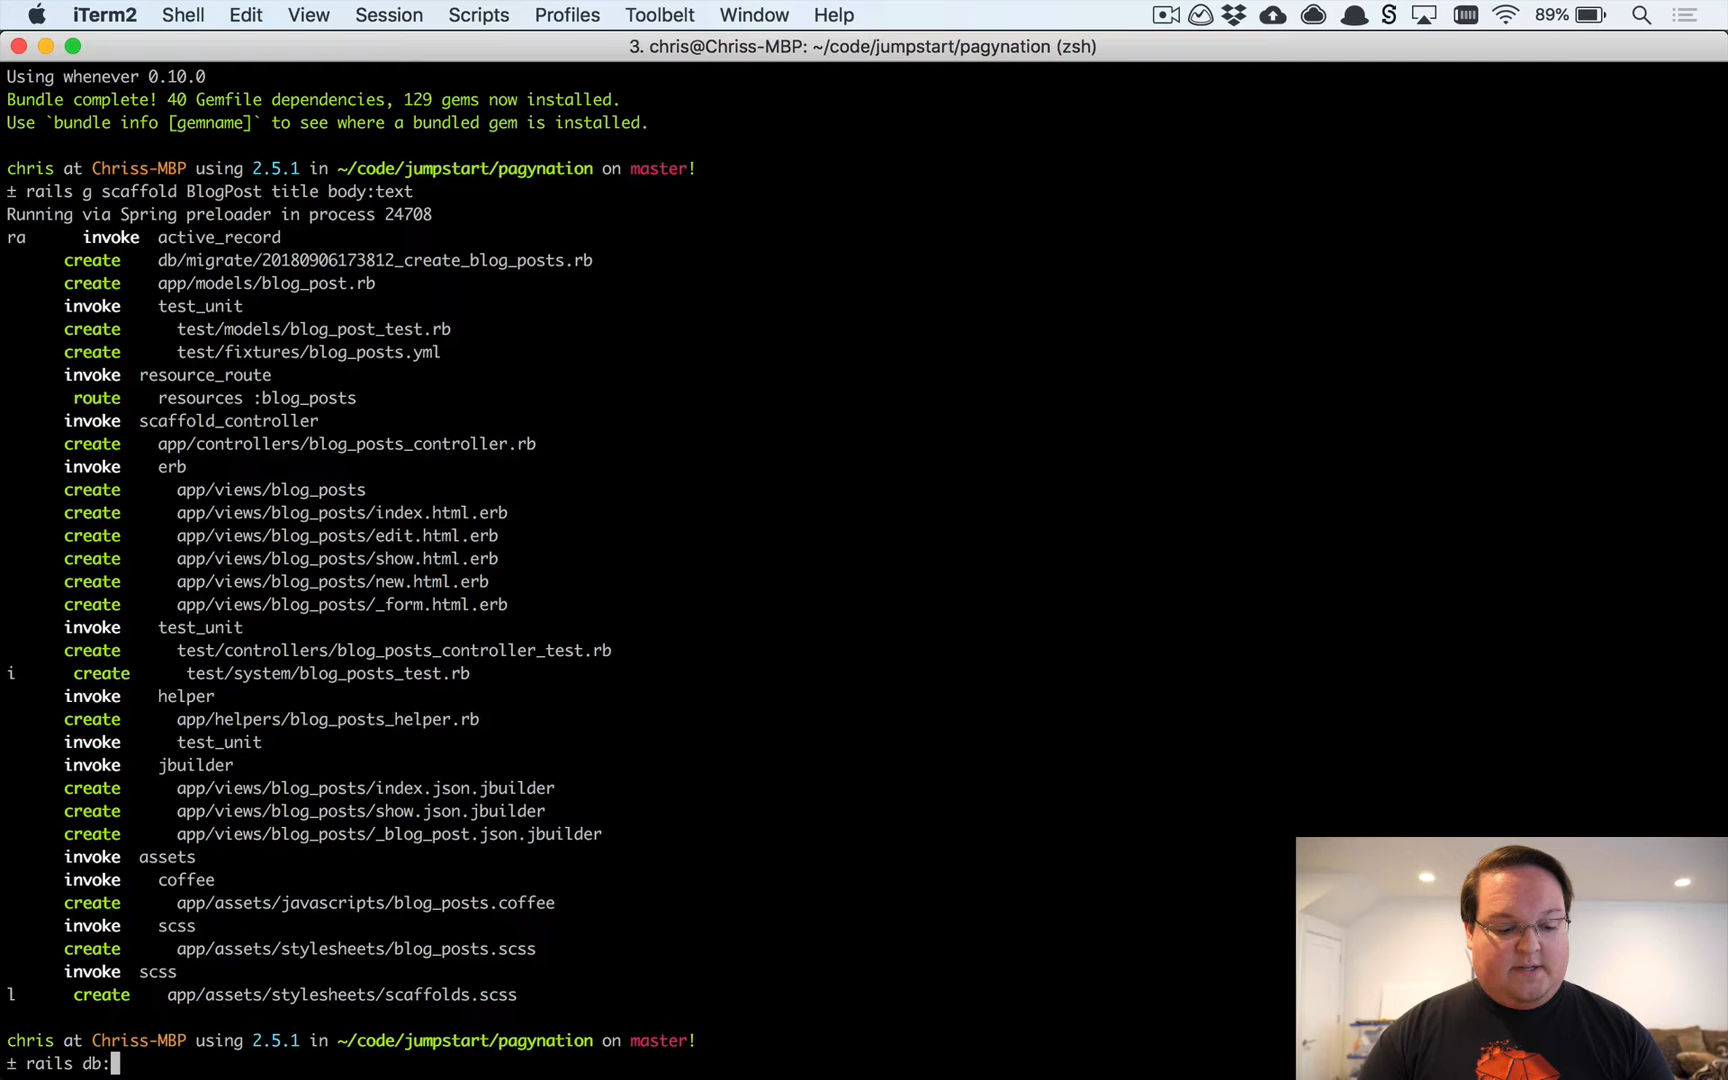 iTerm2 Shell Edit View Session Scripts Profiles Toolbelt Window Help 89%
3. chris@Chriss-MBP: ~/code/jumpstart/pagynation (zsh)
Using whenever 0.10.0
Bundle complete! 40 Gemfile dependencies, 129 gems now installed.
Use `bundle info [gemname]` to see where a bundled gem is installed.
chris at Chriss-MBP using 2.5.1 in ~/code/jumpstart/pagynation on master!
± rails g scaffold BlogPost title body:text
Running via Spring preloader in process 24708
ra      invoke  active_record
create    db/migrate/20180906173812_create_blog_posts.rb
create    app/models/blog_post.rb
invoke    test_unit
create      test/models/blog_post_test.rb
create      test/fixtures/blog_posts.yml
invoke  resource_route
route    resources :blog_posts
invoke  scaffold_controller
create    app/controllers/blog_posts_controller.rb
invoke    erb
create      app/views/blog_posts
create      app/views/blog_posts/index.html.erb
create      app/views/blog_posts/edit.html.erb
create      app/views/blog_posts/show.html.erb
create      app/views/blog_posts/new.html.erb
create      app/views/blog_posts/_form.html.erb
invoke    test_unit
create      test/controllers/blog_posts_controller_test.rb
i      create      test/system/blog_posts_test.rb
invoke    helper
create      app/helpers/blog_posts_helper.rb
invoke      test_unit
invoke    jbuilder
create      app/views/blog_posts/index.json.jbuilder
create      app/views/blog_posts/show.json.jbuilder
create      app/views/blog_posts/_blog_post.json.jbuilder
invoke  assets
invoke    coffee
create      app/assets/javascripts/blog_posts.coffee
invoke    scss
create      app/assets/stylesheets/blog_posts.scss
invoke  scss
l      create    app/assets/stylesheets/scaffolds.scss
chris at Chriss-MBP using 2.5.1 in ~/code/jumpstart/pagynation on master!
± rails db: